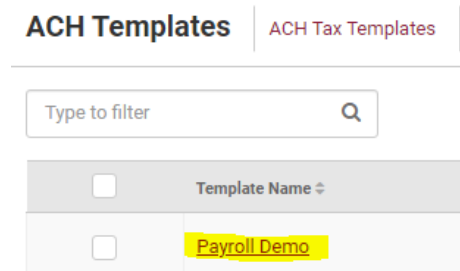 ACH Templates ACH Tax Templates
Type to filter
Template Name
Payroll Demo